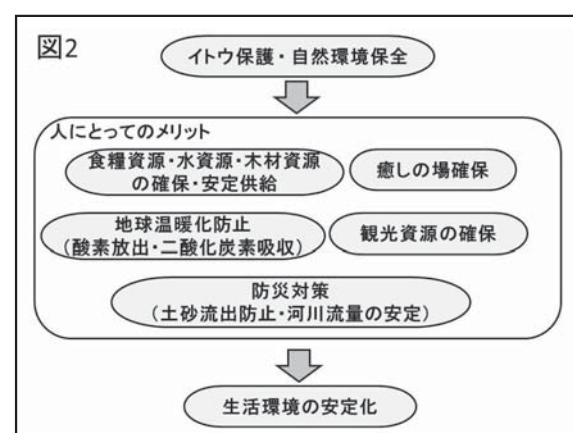 図2
イトウ保護・自然環境保全
人にとってのメリット
食糧資源・水資源・木材資源
の確保・安定供給
癒しの場確保
地球温暖化防止
(酸素放出・二酸化炭素吸収)
観光資源の確保
防災対策
(土砂流出防止・河川流量の安定)
生活環境の安定化